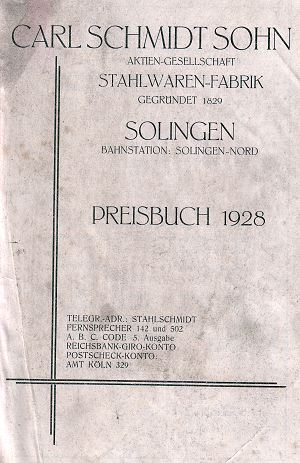 CARL SCHMIDT SOHN
AKTIEN-GESELLSCHAFT
STAHLWAREN-FABRIK
GEGRÜNDET 1829
SOLINGEN
BAHNSTATION: SOLINGEN-NORD
PREISBUCH 1928
TELEGR.-ADR.: STAHLSCHMIDT
FERNSPRECHER 142 und 502
A. B. C. CODE 5. Ausgabe
REICHSBANK-GIRO-KONTO
POSTSCHECK-KONTO:
AMT KÖLN 329